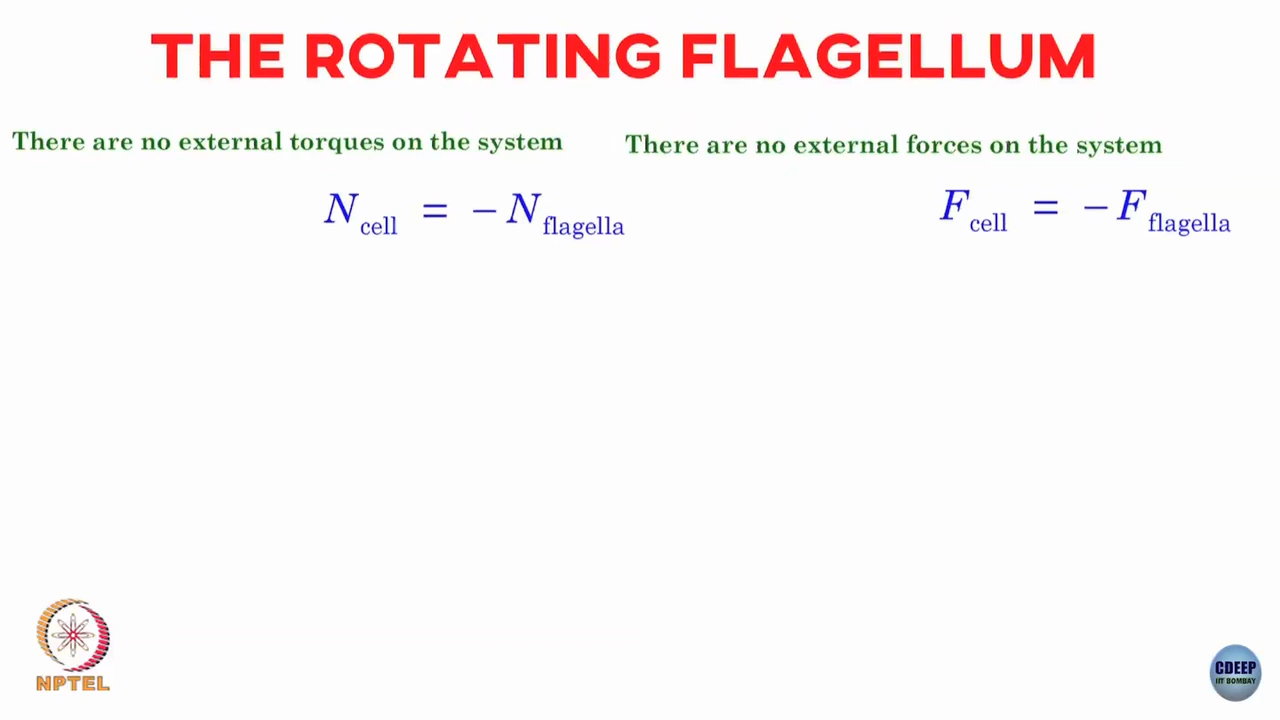 THE ROTATING FLAGELLUM
There are no external torques on the system
N_cell = −N_flagella
There are no external forces on the system
F_cell = −F_flagella
NPTEL
CDEEP
IIT BOMBAY